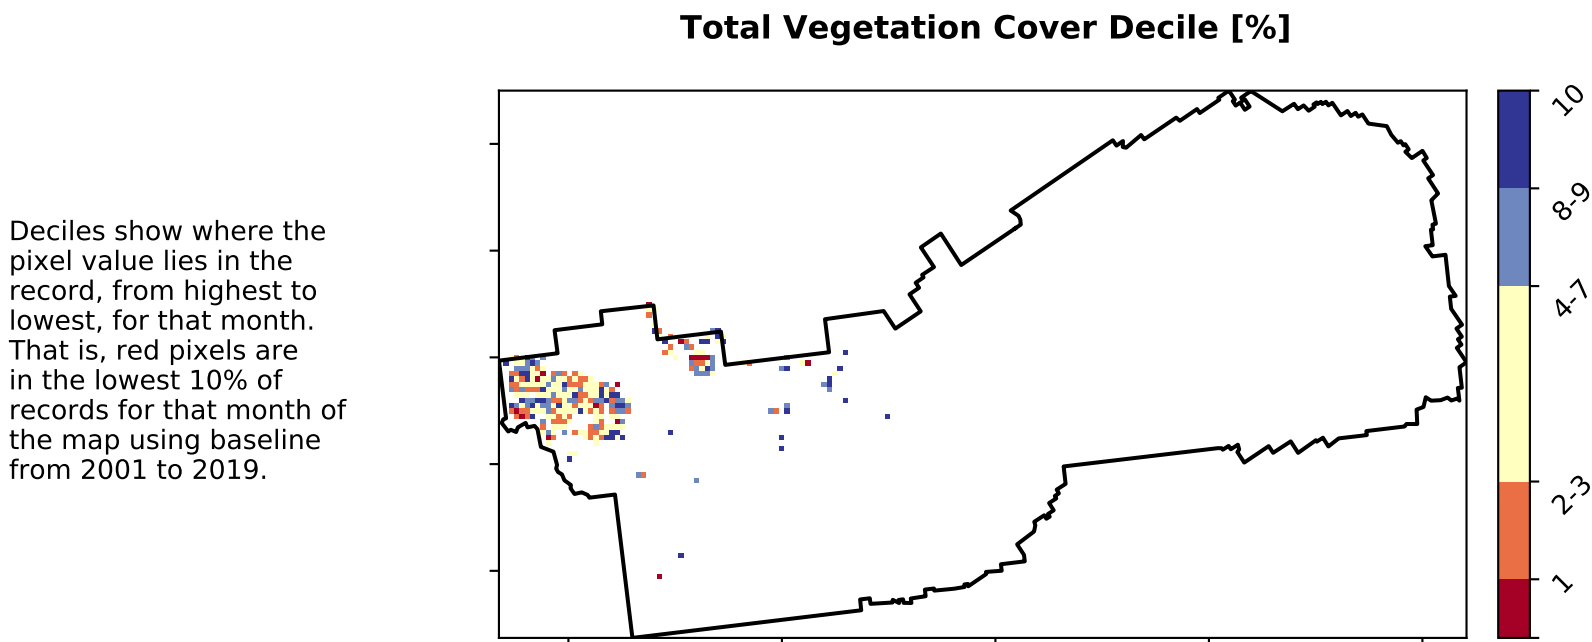 Total Vegetation Cover Decile [%]
Deciles show where the
pixel value lies in the
record, from highest to
lowest, for that month.
That is, red pixels are
in the lowest 10% of
records for that month of
the map using baseline
from 2001 to 2019.
10
8-9
4-7
2-3
1